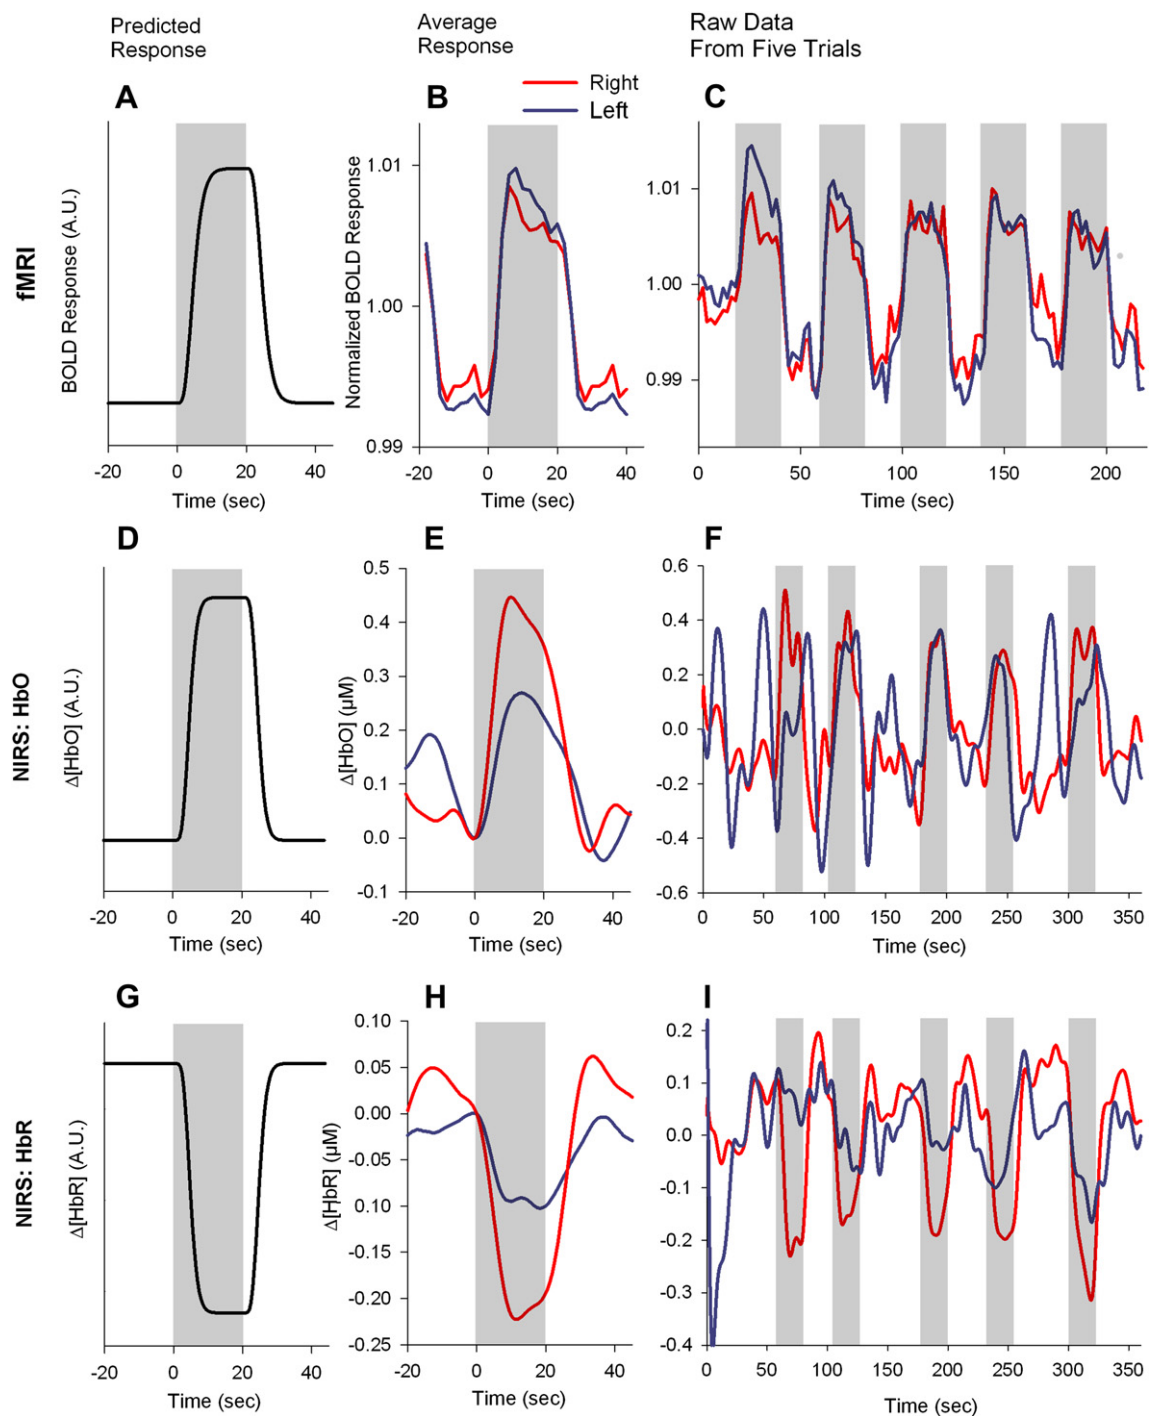 Predicted
Response
Average
Response
Raw Data
From Five Trials
Right
Left
A
B
C
fMRI
BOLD Response (A.U.)
-20 0 20 40
Time (sec)
Normalized BOLD Response
1.01
1.00
0.99
-20 0 20 40
Time (sec)
1.01
1.00
0.99
0 50 100 150 200
Time (sec)
D
E
F
NIRS: HbO
Δ[HbO] (A.U.)
-20 0 20 40
Time (sec)
Δ[HbO] (µM)
0.5
0.4
0.3
0.2
0.1
0.0
-0.1
-20 0 20 40
Time (sec)
0.6
0.4
0.2
0.0
-0.2
-0.4
-0.6
0 50 100 150 200 250 300 350
Time (sec)
G
H
I
NIRS: HbR
Δ[HbR] (A.U.)
-20 0 20 40
Time (sec)
Δ[HbR] (µM)
0.10
0.05
0.00
-0.05
-0.10
-0.15
-0.20
-0.25
-20 0 20 40
Time (sec)
0.2
0.1
0.0
-0.1
-0.2
-0.3
-0.4
0 50 100 150 200 250 300 350
Time (sec)